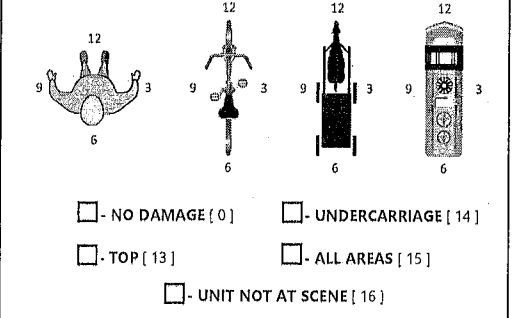 12 12 12
12
9 3 9 3 9 3 9 3
6
6 6 6
- NO DAMAGE [ 0 ] - UNDERCARRIAGE [ 14 ]
- TOP [ 13 ] - ALL AREAS [ 15 ]
- UNIT NOT AT SCENE [ 16 ]